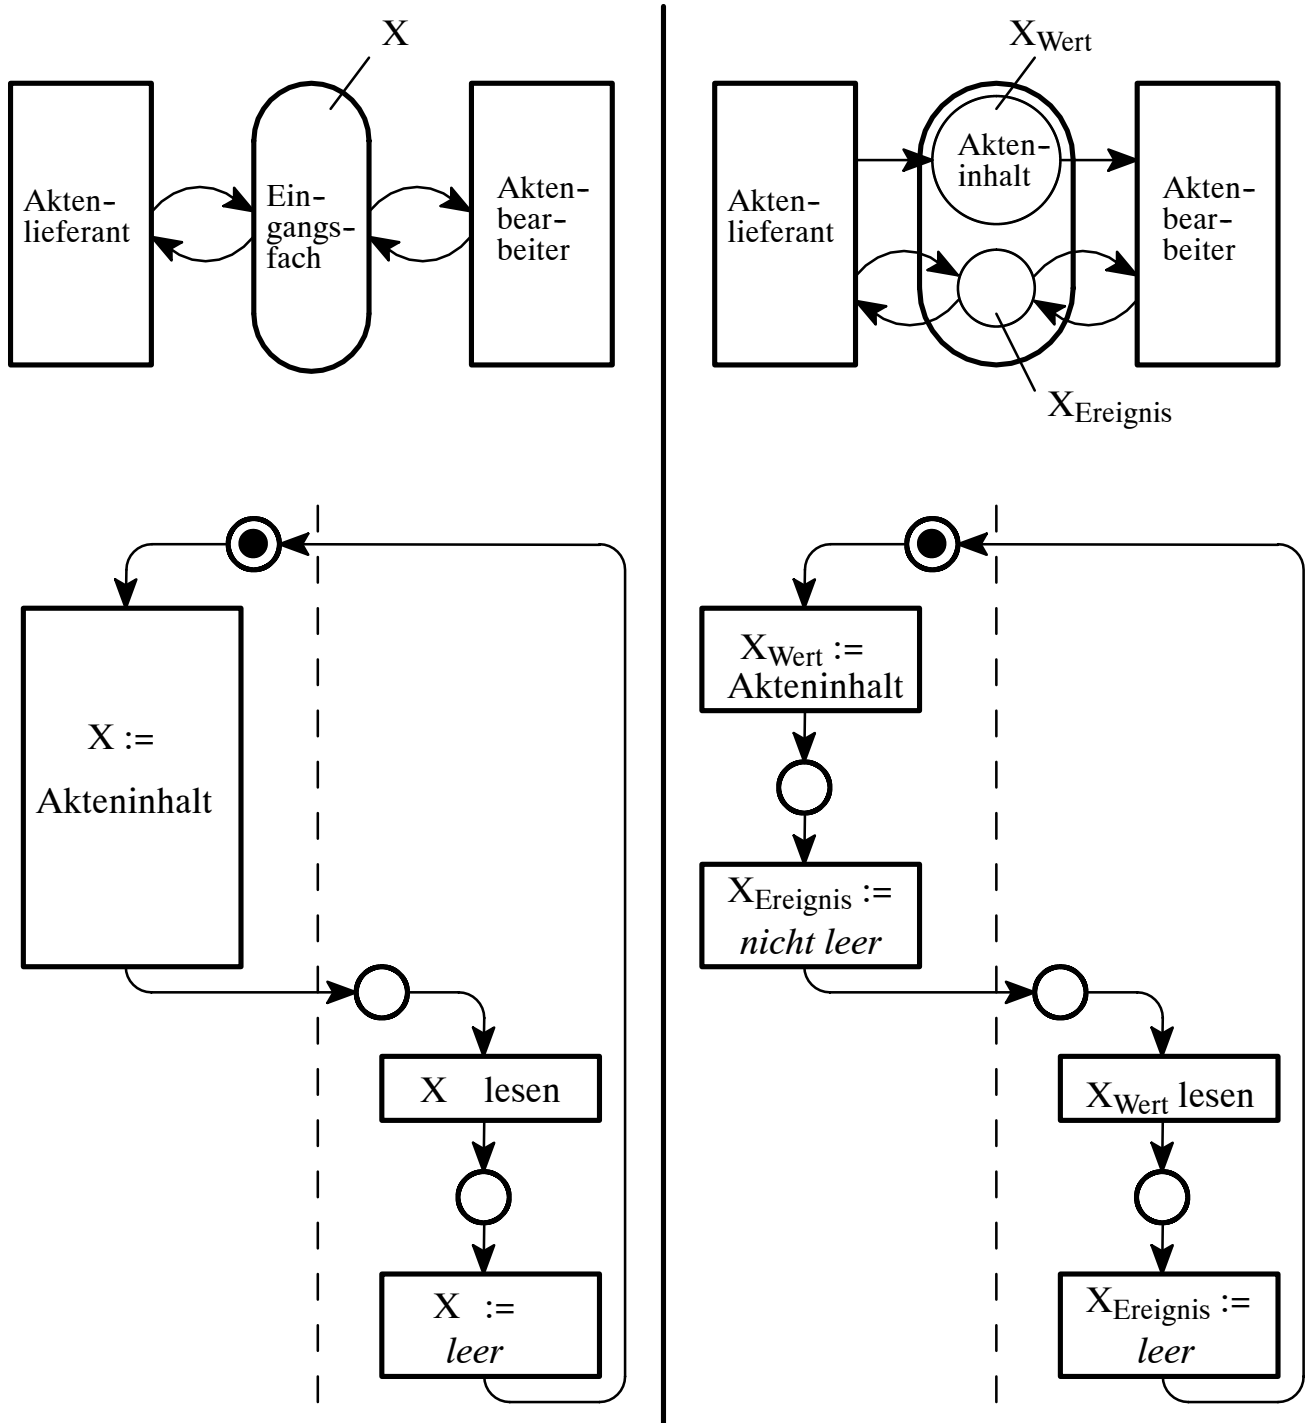 X
Akten-
lieferant
Ein-
gangs-
fach
Akten-
bear-
beiter
X :=
Akteninhalt
X lesen
X :=
leer
XWert
Akten-
lieferant
Akten-
inhalt
Akten-
bear-
beiter
XEreignis
XWert :=
Akteninhalt
XEreignis :=
nicht leer
XWert lesen
XEreignis :=
leer